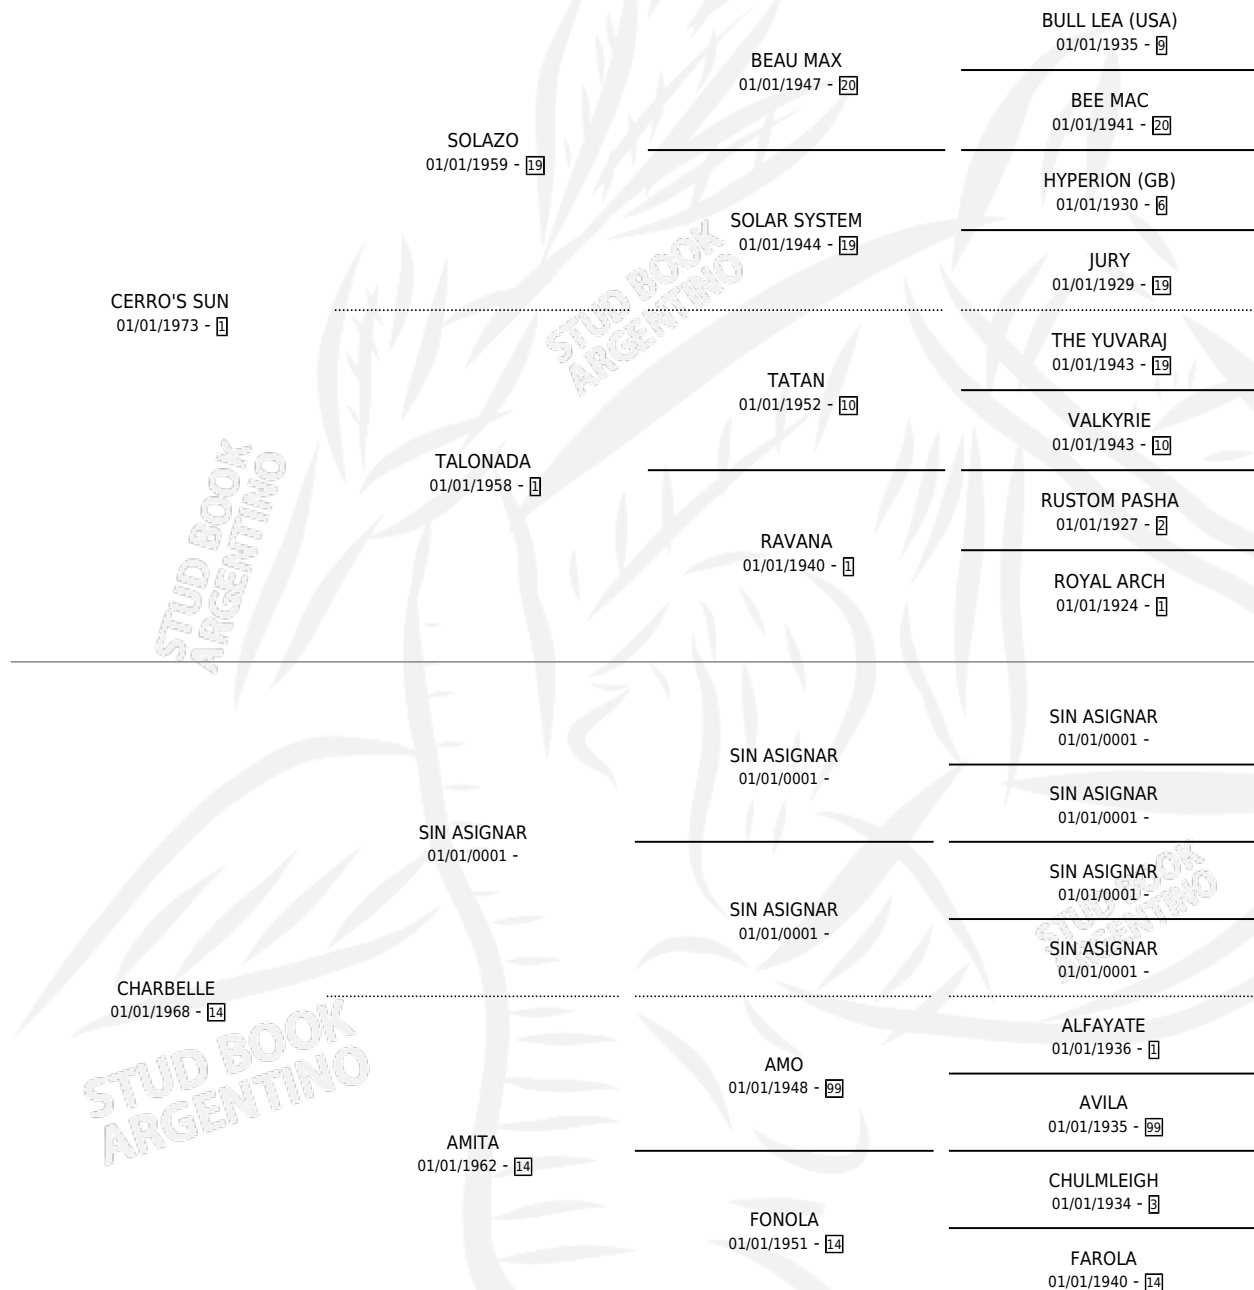 BULL LEA (USA)
01/01/1935 - 9
BEAU MAX
01/01/1947 - 20
BEE MAC
01/01/1941 - 20
SOLAZO
01/01/1959 - 19
HYPERION (GB)
01/01/1930 - 6
SOLAR SYSTEM
01/01/1944 - 19
JURY
01/01/1929 - 19
CERRO'S SUN
01/01/1973 - 1
THE YUVARAJ
01/01/1943 - 19
TATAN
01/01/1952 - 10
VALKYRIE
01/01/1943 - 10
TALONADA
01/01/1958 - 1
RUSTOM PASHA
01/01/1927 - 2
RAVANA
01/01/1940 - 1
ROYAL ARCH
01/01/1924 - 1
SIN ASIGNAR
01/01/0001 -
SIN ASIGNAR
01/01/0001 -
SIN ASIGNAR
01/01/0001 -
SIN ASIGNAR
01/01/0001 -
SIN ASIGNAR
01/01/0001 -
SIN ASIGNAR
01/01/0001 -
SIN ASIGNAR
01/01/0001 -
CHARBELLE
01/01/1968 - 14
ALFAYATE
01/01/1936 - 1
AMO
01/01/1948 - 99
AVILA
01/01/1935 - 99
AMITA
01/01/1962 - 14
CHULMLEIGH
01/01/1934 - 3
FONOLA
01/01/1951 - 14
FAROLA
01/01/1940 - 14
STUD BOOK
ARGENTINO
STUD BOOK
ARGENTINO
STUD BOOK
ARGENTINO
STUD BOOK
ARGENTINO